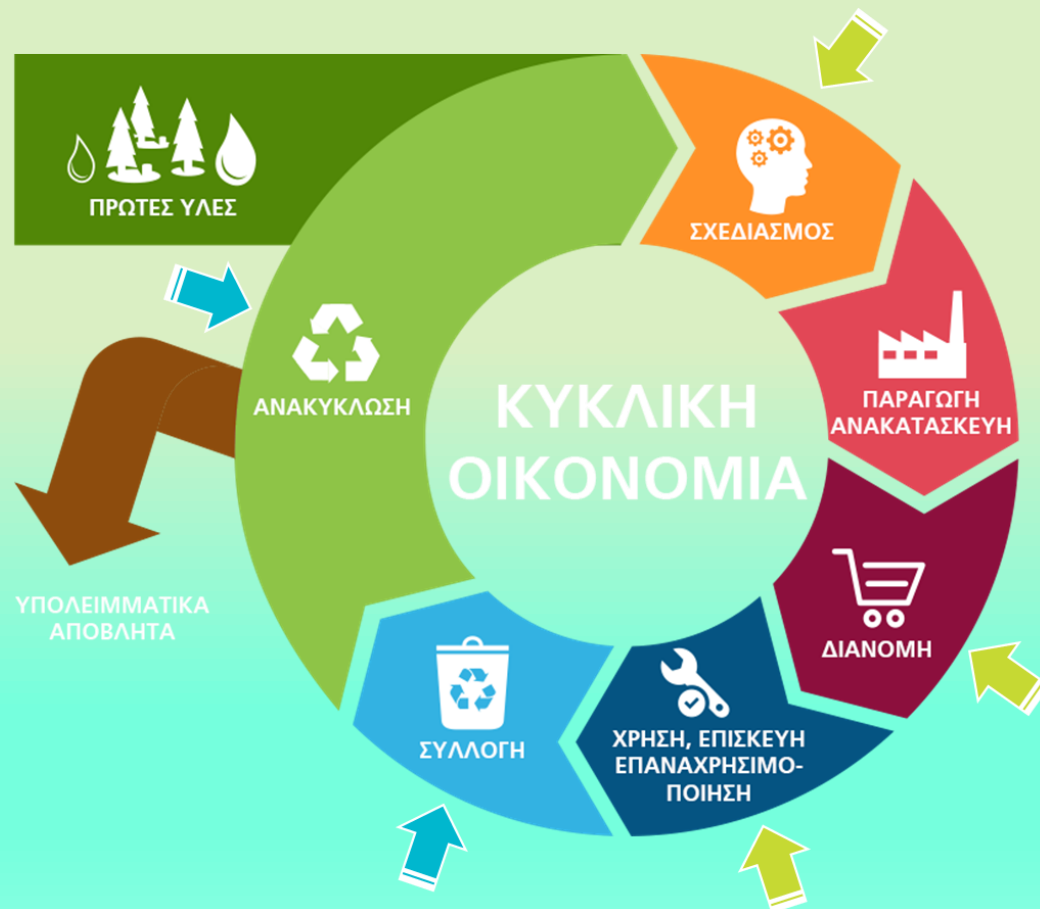 ΠΡΩΤΕΣ ΥΛΕΣ
ΣΧΕΔΙΑΣΜΟΣ
ΠΑΡΑΓΩΓΗ
ΑΝΑΚΑΤΑΣΚΕΥΗ
ΔΙΑΝΟΜΗ
ΧΡΗΣΗ, ΕΠΙΣΚΕΥΗ
ΕΠΑΝΑΧΡΗΣΙΜΟ-
ΠΟΙΗΣΗ
ΣΥΛΛΟΓΗ
ΑΝΑΚΥΚΛΩΣΗ
ΚΥΚΛΙΚΗ
ΟΙΚΟΝΟΜΙΑ
ΥΠΟΛΕΙΜΜΑΤΙΚΑ
ΑΠΟΒΛΗΤΑ